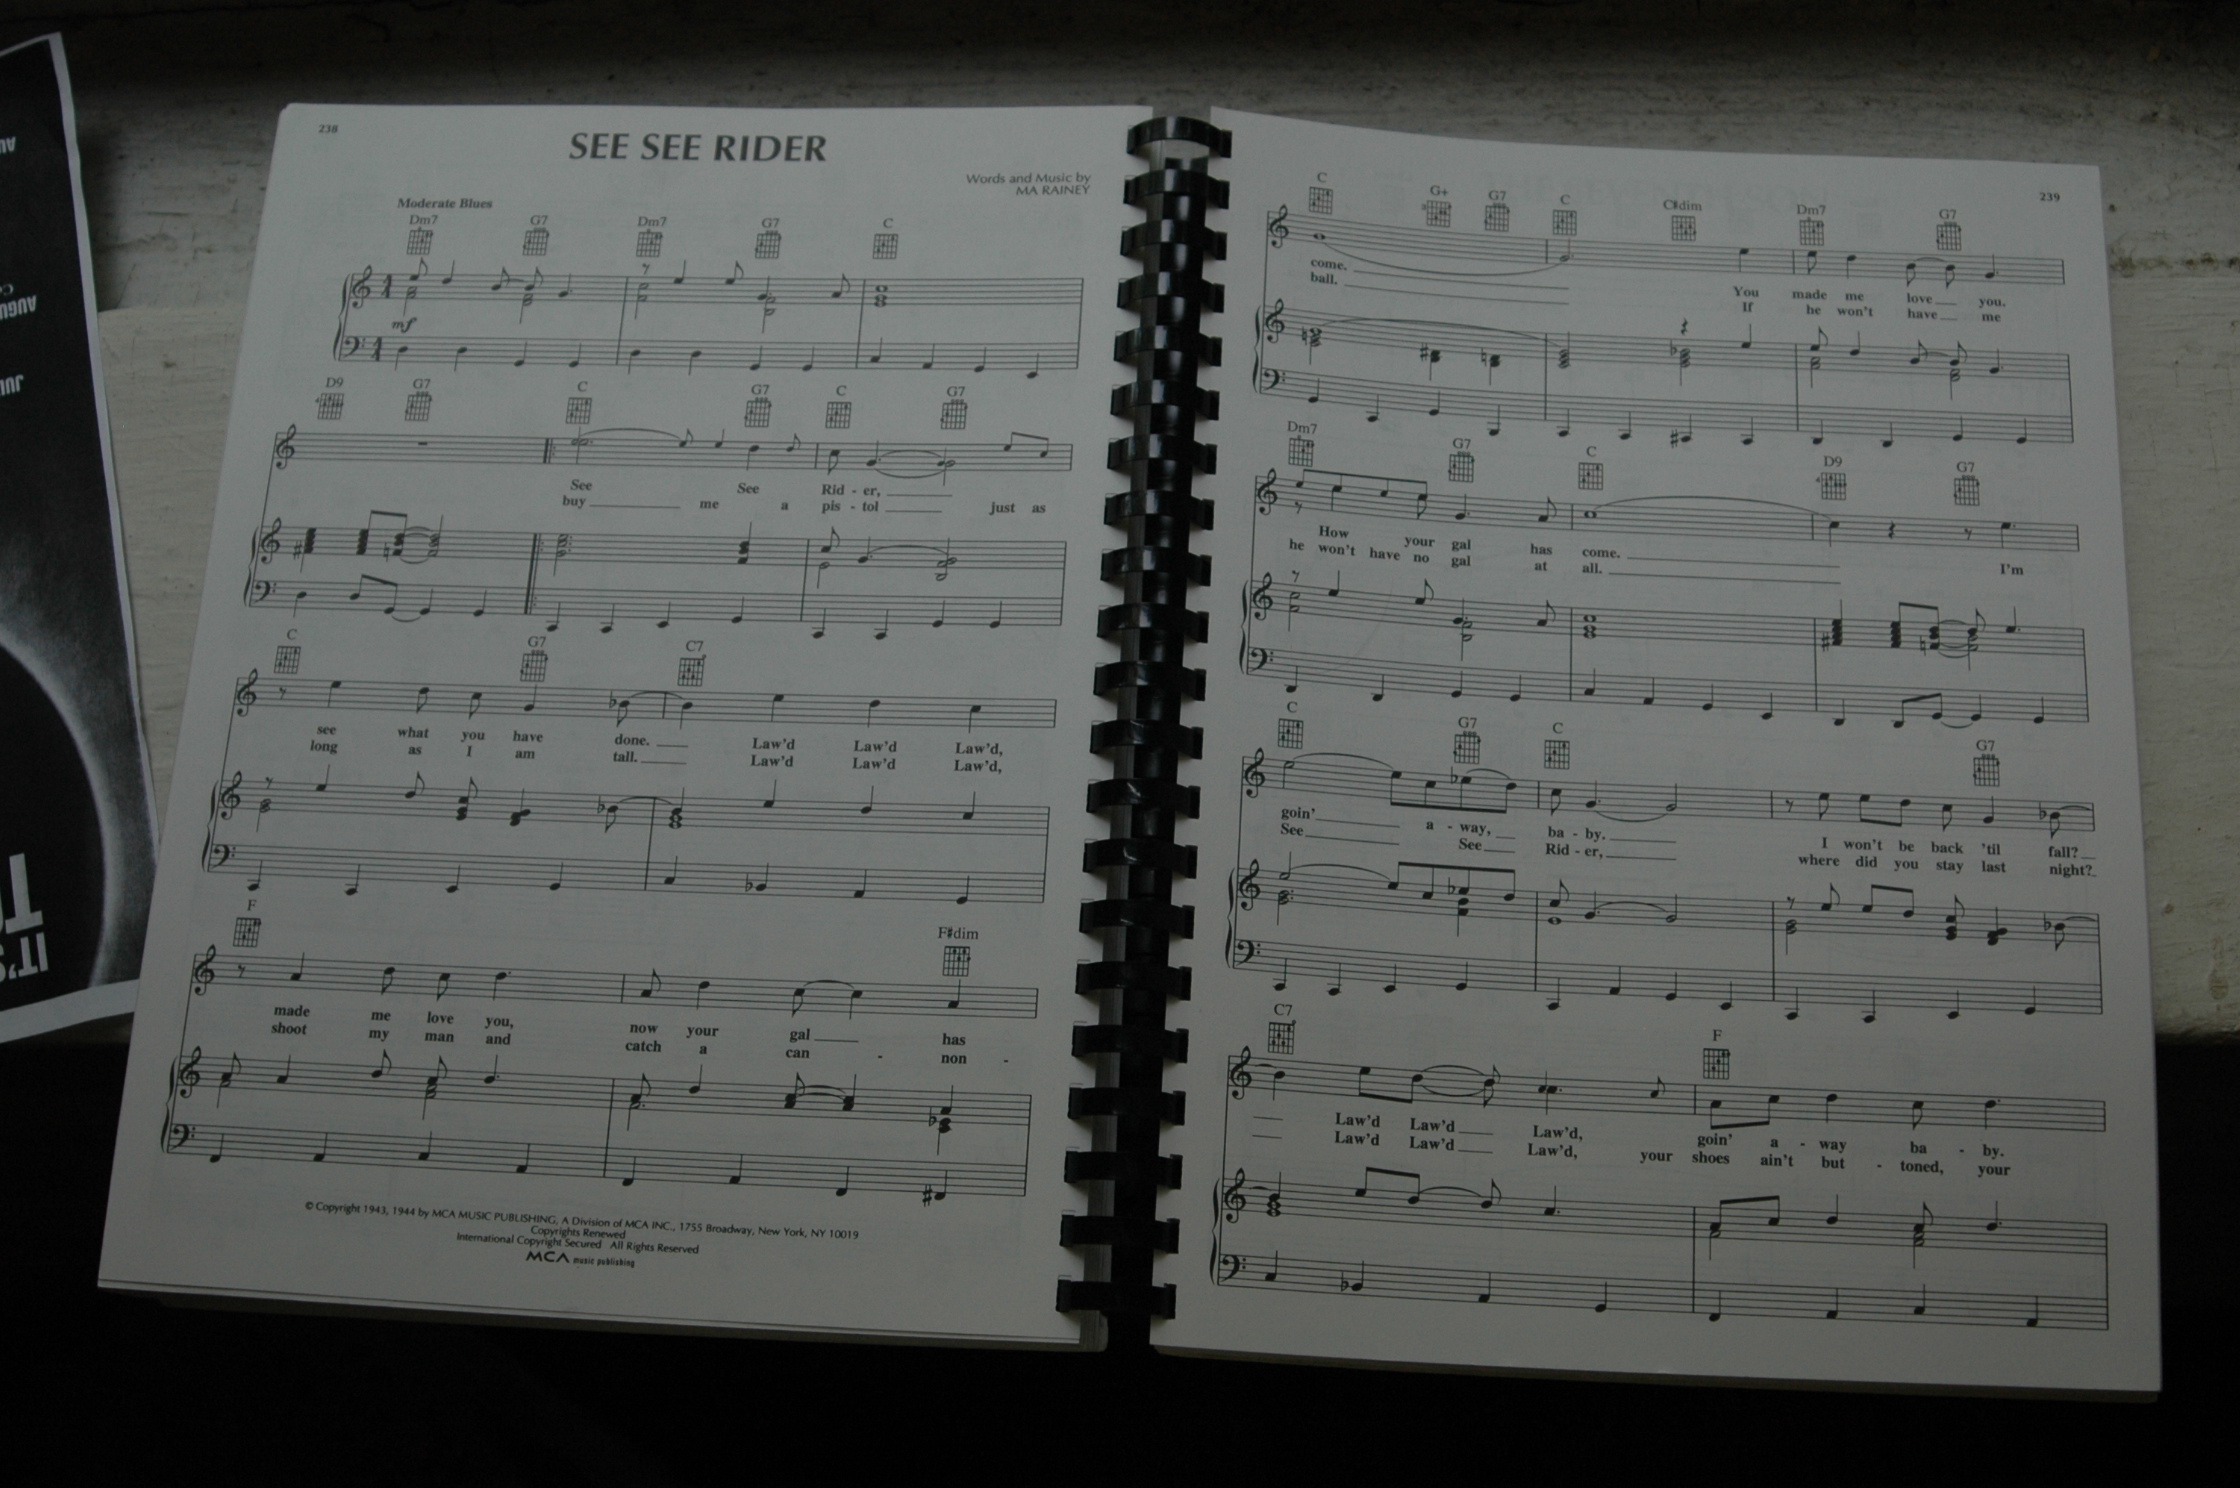 238
SEE SEE RIDER
Words and Music by
MA RAINEY
Moderate Blues
Dm7 G7 Dm7 G7 C
mf
D9 G7 C G7 C G7
See See Rid - er,
buy me a pis - tol just as
C G7 C7
see what you have done. Law'd Law'd Law'd,
long as I am tall. Law'd Law'd Law'd,
F F#dim
made me love you, now your gal has
shoot my man and catch a can - non -
© Copyright 1943, 1944 by MCA MUSIC PUBLISHING, A Division of MCA INC., 1755 Broadway, New York, NY 10019
Copyrights Renewed
International Copyright Secured All Rights Reserved
MCA music publishing
239
C G+ G7 C C#dim Dm7 G7
come. You made me love you.
ball. If he won't have me
Dm7 G7 C D9 G7
How your gal has come.
he won't have no gal at all. I'm
C G7 C G7
goin' a - way, ba - by. I won't be back 'til fall?
See See Rid - er, where did you stay last night?
C7 F
Law'd Law'd Law'd, goin' a - way ba - by.
Law'd Law'd Law'd, your shoes ain't but - toned, your
IT'S